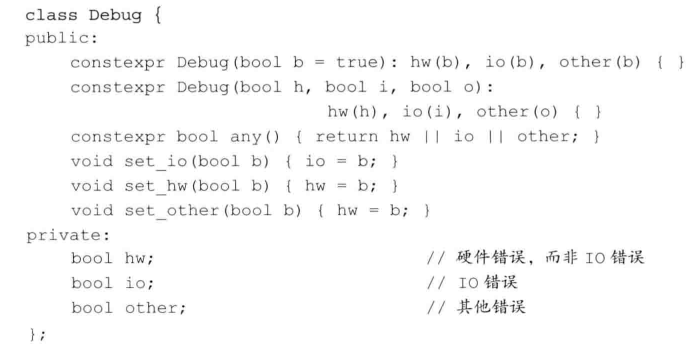 class Debug {
public:
    constexpr Debug(bool b = true): hw(b), io(b), other(b) { }
    constexpr Debug(bool h, bool i, bool o):
                            hw(h), io(i), other(o) { }
    constexpr bool any() { return hw || io || other; }
    void set_io(bool b) { io = b; }
    void set_hw(bool b) { hw = b; }
    void set_other(bool b) { hw = b; }
private:
    bool hw;                        // 硬件错误，而非 IO 错误
    bool io;                        // IO 错误
    bool other;                     // 其他错误
};